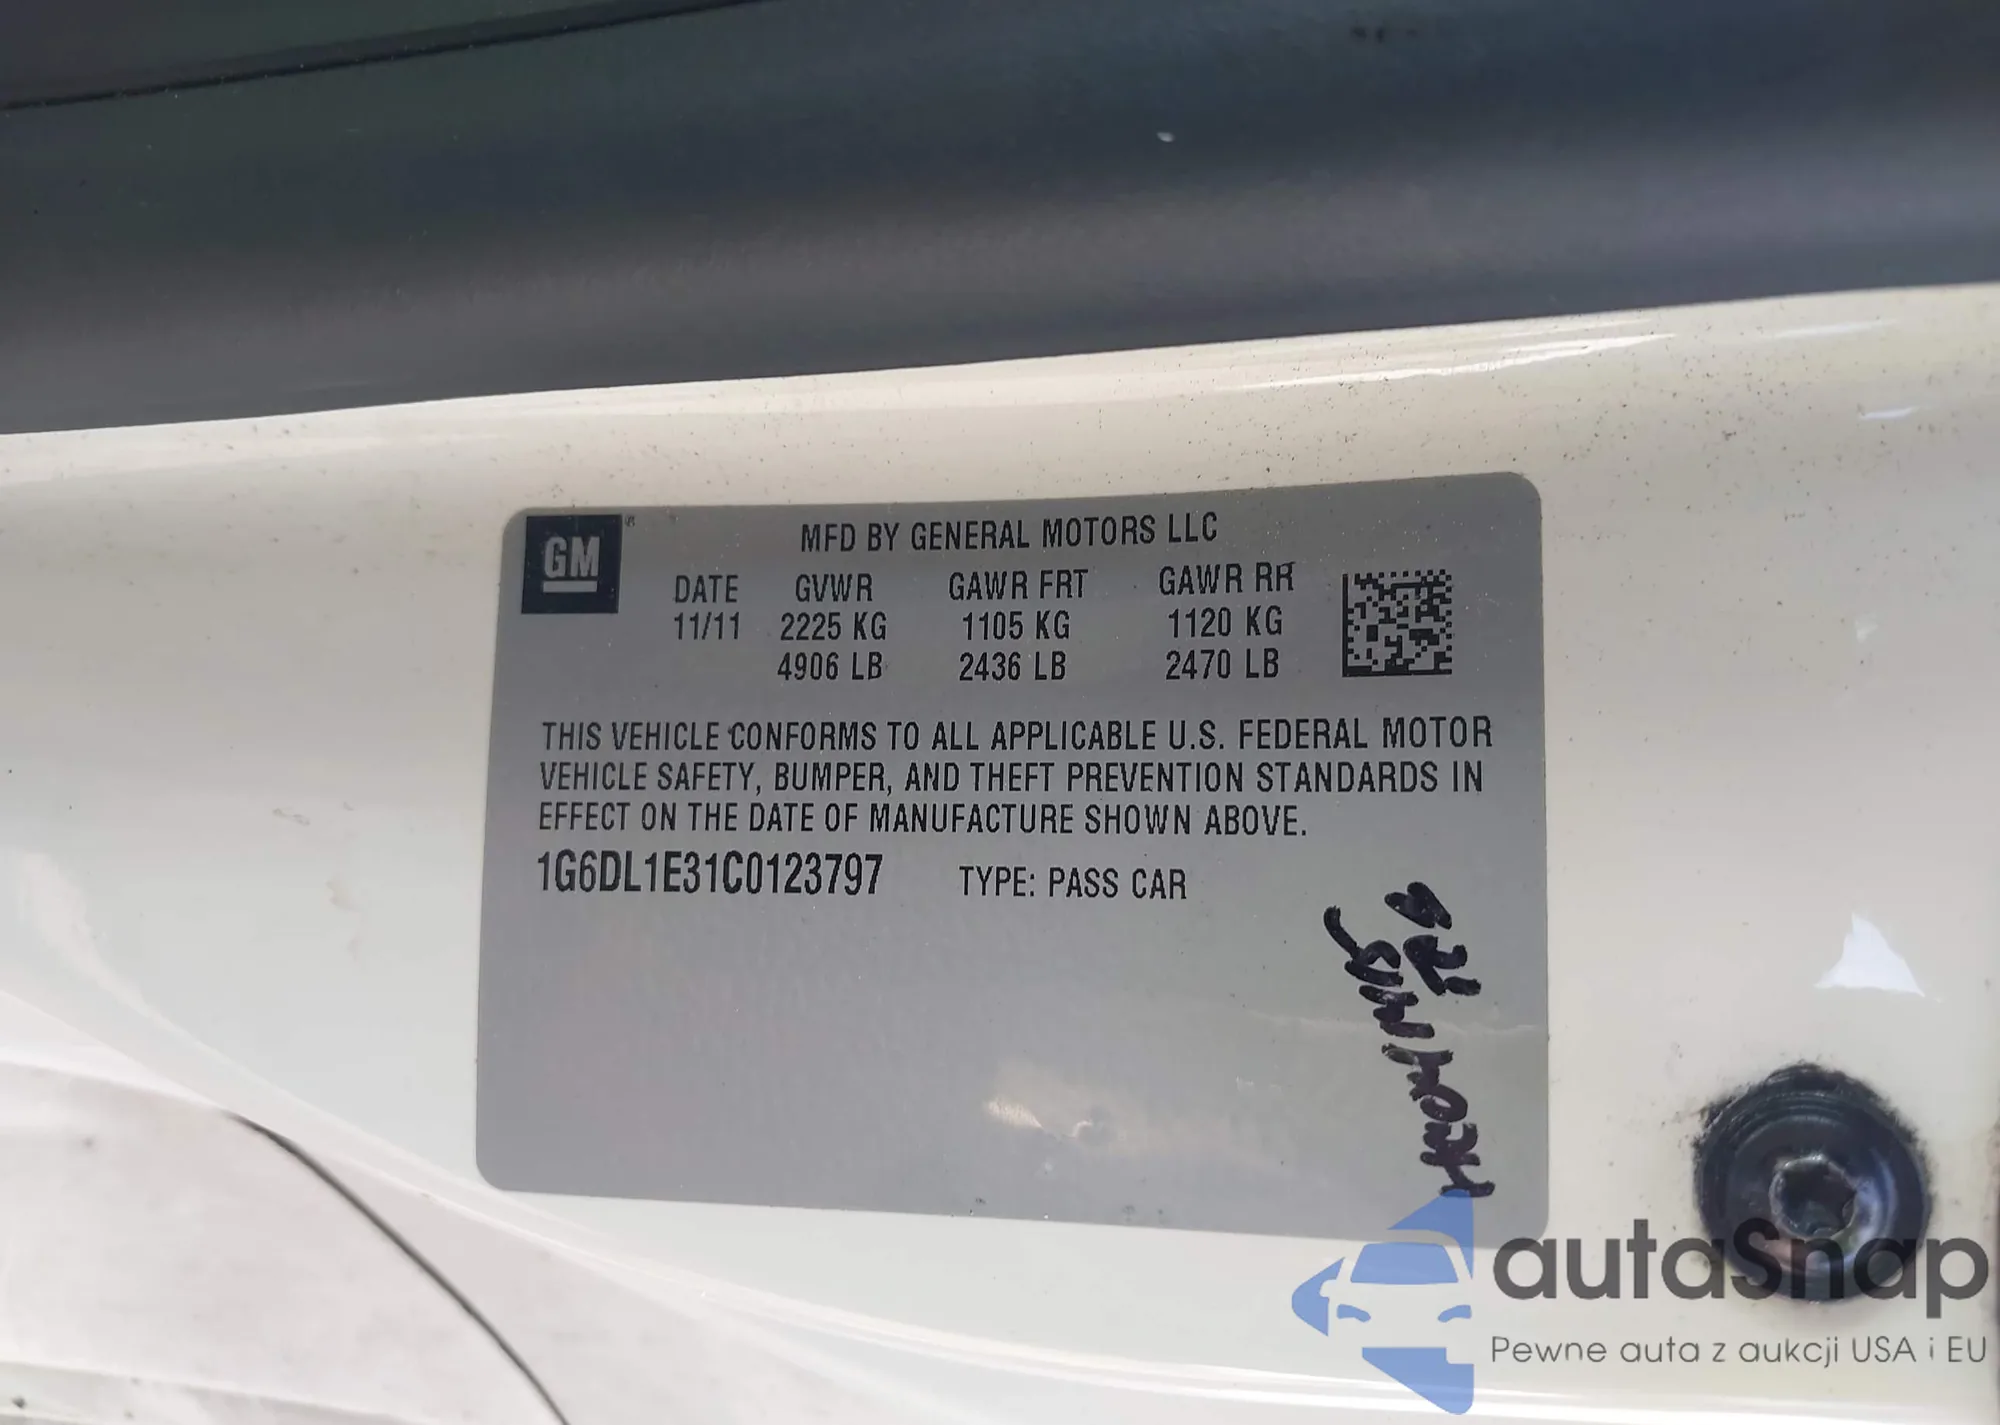 GM
MFD BY GENERAL MOTORS LLC
DATE GVWR GAWR FRT GAWR RR
11/11 2225 KG 1105 KG 1120 KG
4906 LB 2436 LB 2470 LB
THIS VEHICLE CONFORMS TO ALL APPLICABLE U.S. FEDERAL MOTOR
VEHICLE SAFETY, BUMPER, AND THEFT PREVENTION STANDARDS IN
EFFECT ON THE DATE OF MANUFACTURE SHOWN ABOVE.
1G6DL1E31C0123797 TYPE: PASS CAR
autaSnap
Pewne auta z aukcji USA i EU